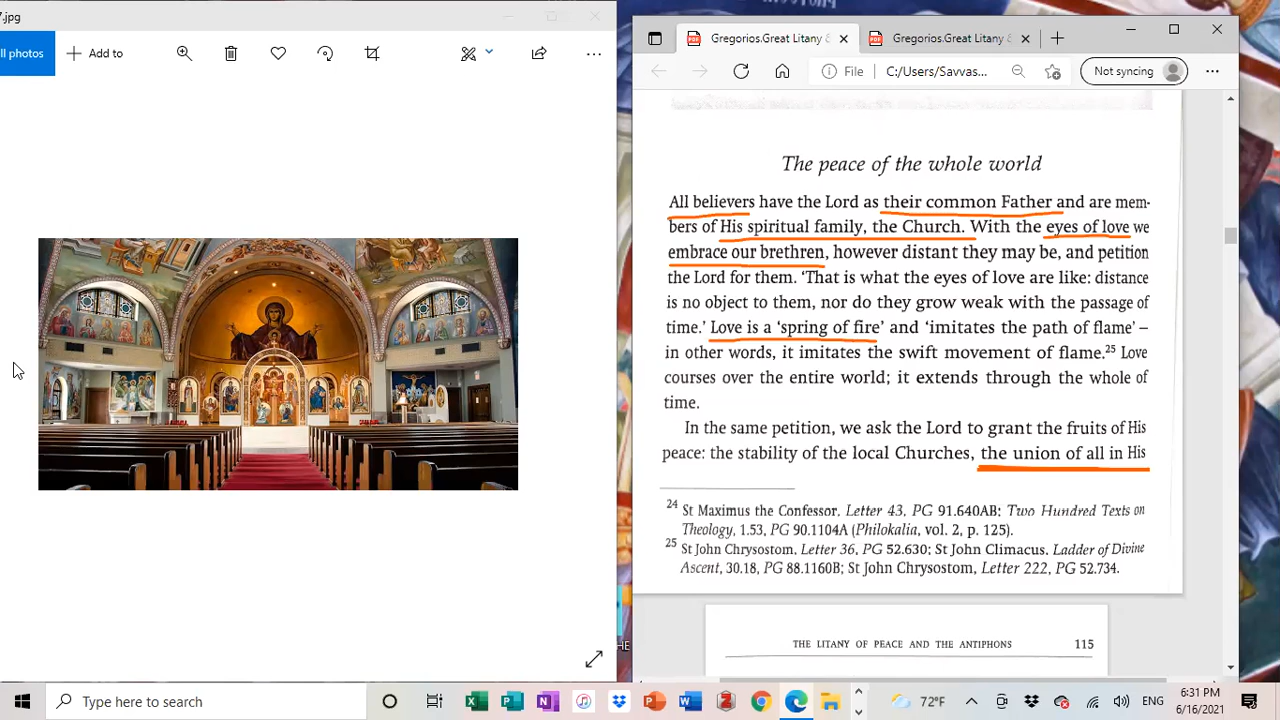 7.jpg
ll photos
Add to
Gregorios.Great Litany &
Gregorios.Great Litany &
File
C:/Users/Savvas...
Not syncing
The peace of the whole world
All believers have the Lord as their common Father and are mem-
bers of His spiritual family, the Church. With the eyes of love we
embrace our brethren, however distant they may be, and petition
the Lord for them. ‘That is what the eyes of love are like: distance
is no object to them, nor do they grow weak with the passage of
time.’ Love is a ‘spring of fire’ and ‘imitates the path of flame’ –
in other words, it imitates the swift movement of flame.25 Love
courses over the entire world; it extends through the whole of
time.
In the same petition, we ask the Lord to grant the fruits of His
peace: the stability of the local Churches, the union of all in His
24 St Maximus the Confessor, Letter 43, PG 91.640AB; Two Hundred Texts on
Theology, 1.53, PG 90.1104A (Philokalia, vol. 2, p. 125).
25 St John Chrysostom, Letter 36, PG 52.630; St John Climacus, Ladder of Divine
Ascent, 30.18, PG 88.1160B; St John Chrysostom, Letter 222, PG 52.734.
THE LITANY OF PEACE AND THE ANTIPHONS 115
HE
Type here to search
72°F
ENG
6:31 PM
6/16/2021